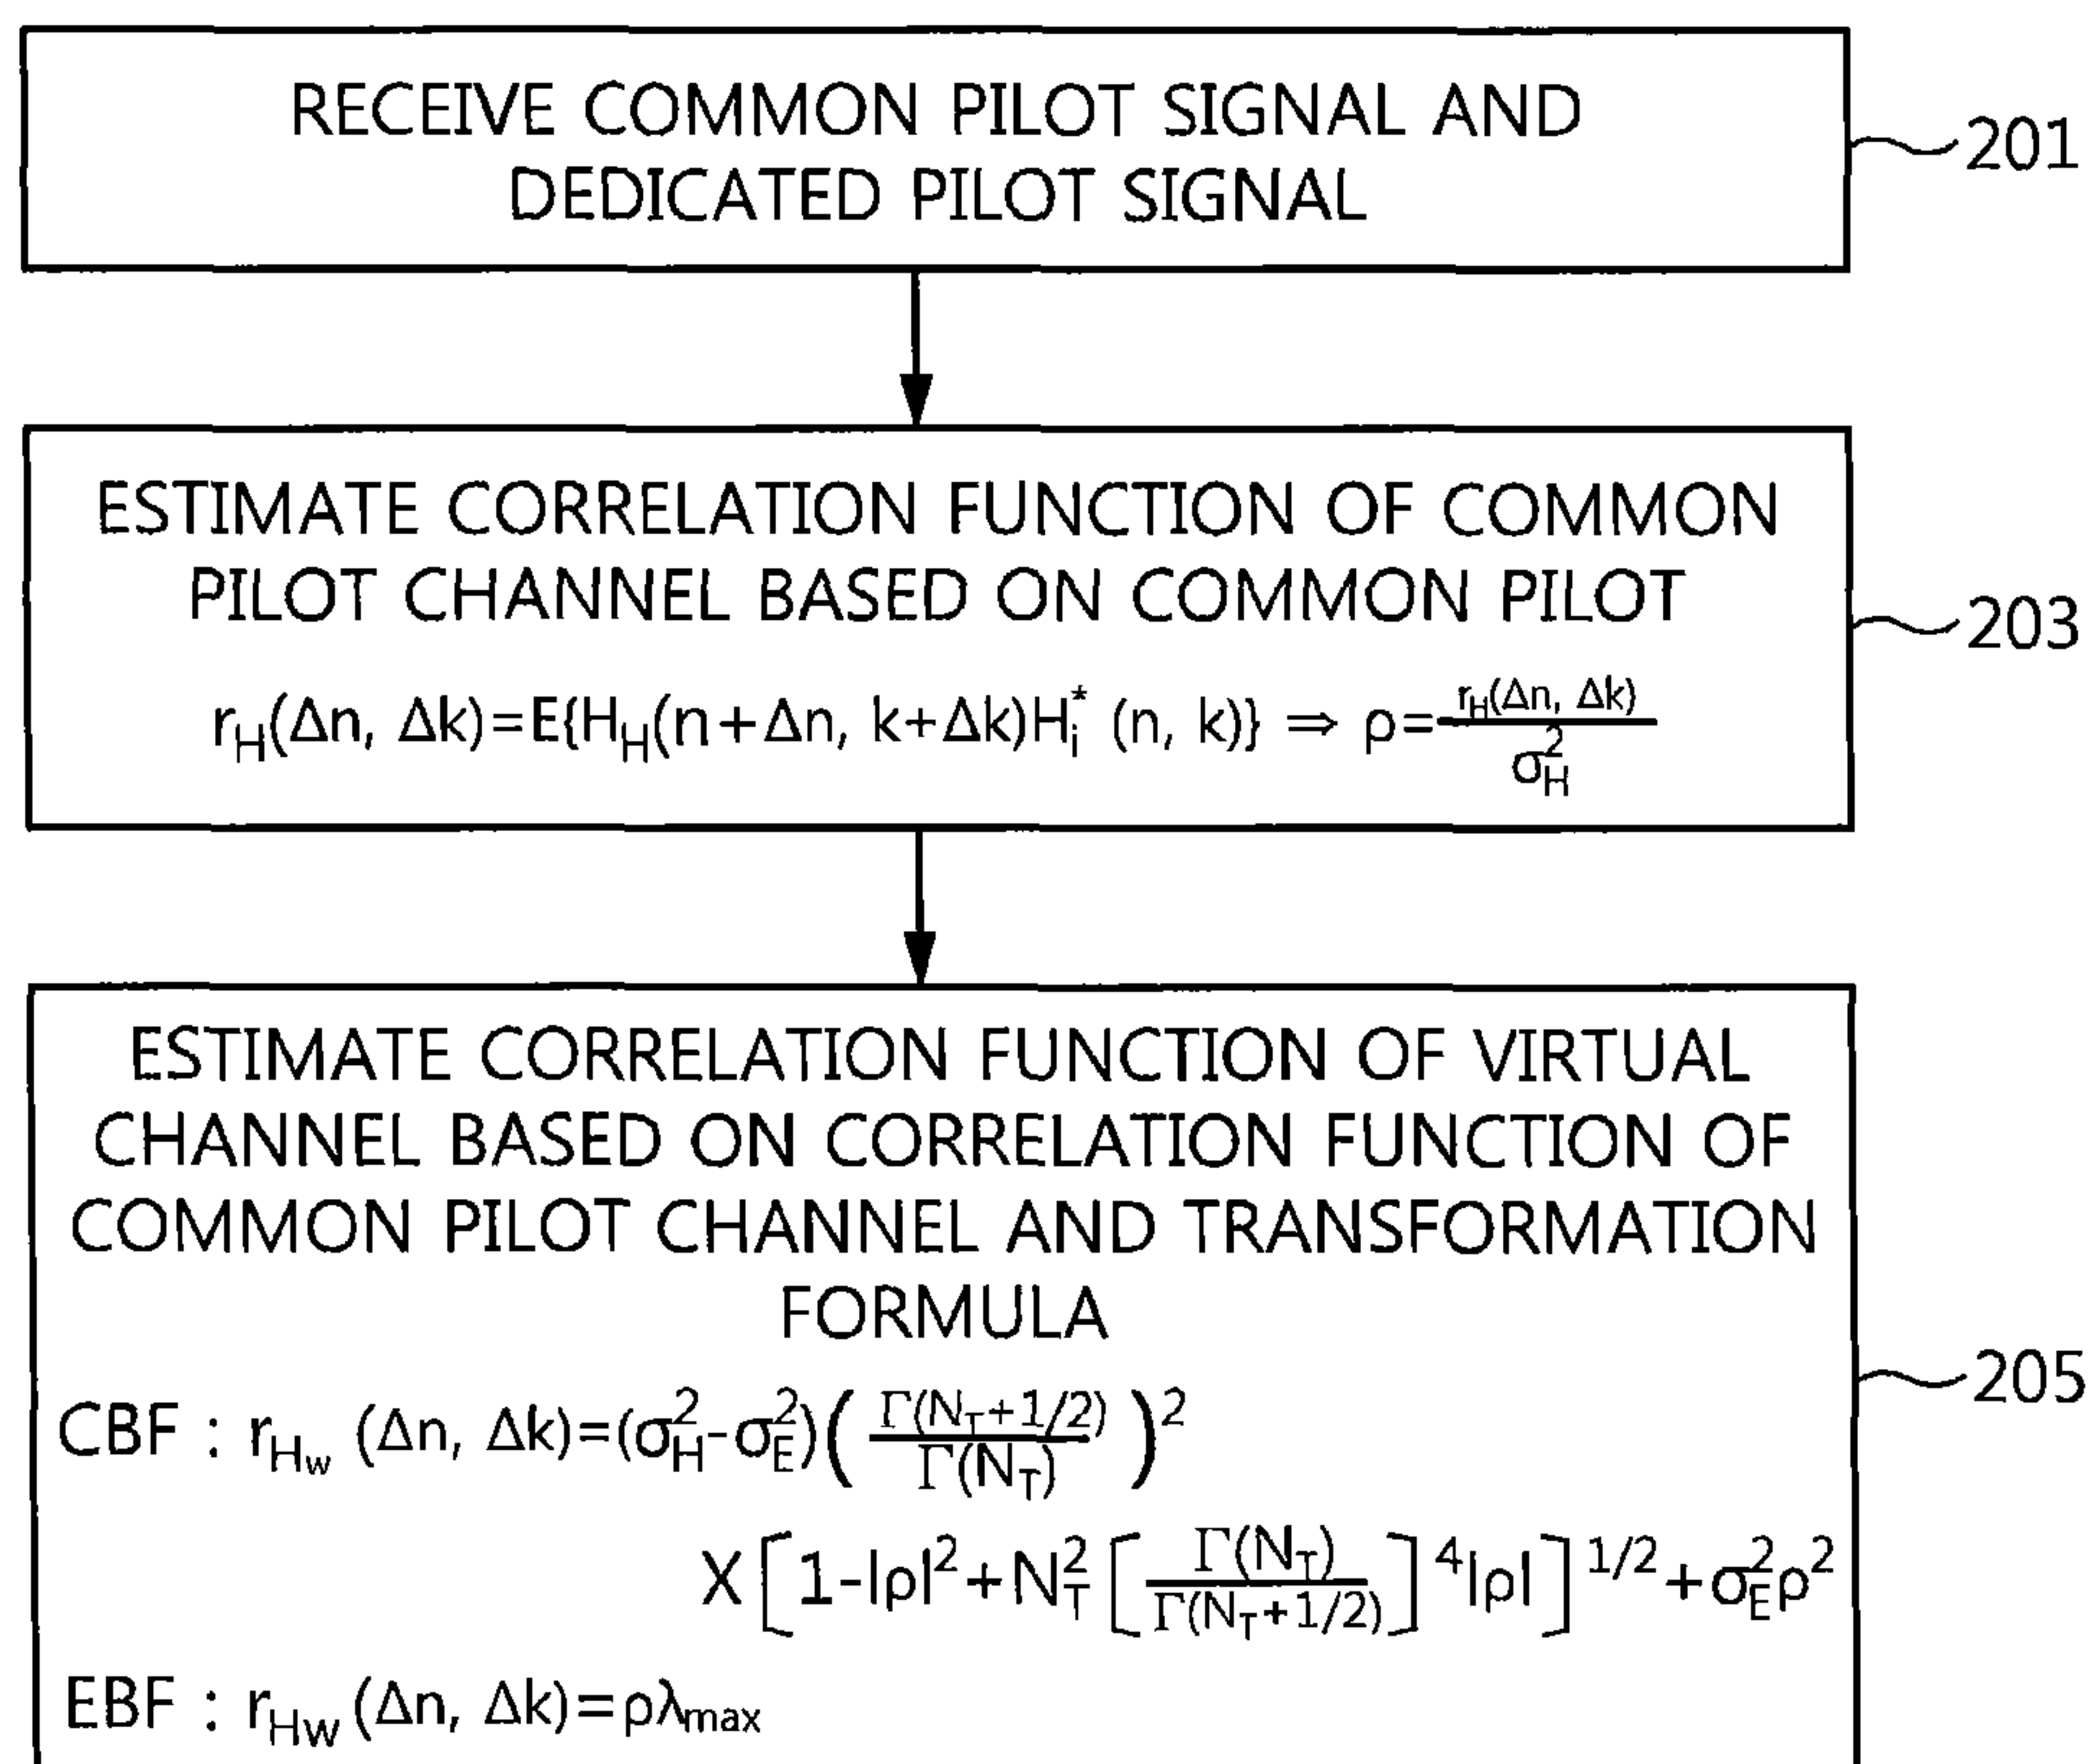 RECEIVE COMMON PILOT SIGNAL AND
DEDICATED PILOT SIGNAL
201
ESTIMATE CORRELATION FUNCTION OF COMMON
PILOT CHANNEL BASED ON COMMON PILOT
r_H(Δn, Δk)=E{H_H(n+Δn, k+Δk)H_i^* (n, k)} ⇒ ρ=r_H(Δn, Δk)/σ_H^2
203
ESTIMATE CORRELATION FUNCTION OF VIRTUAL
CHANNEL BASED ON CORRELATION FUNCTION OF
COMMON PILOT CHANNEL AND TRANSFORMATION
FORMULA
205
CBF : r_{H_w} (Δn, Δk)=(σ_H^2-σ_E^2)(Γ(N_T+1/2)/Γ(N_T))^2
X[1-|ρ|^2+N_T^2[Γ(N_T)/Γ(N_T+1/2)]^4|ρ|]^{1/2}+σ_E^2ρ^2
EBF : r_{Hw}(Δn, Δk)=ρλ_max